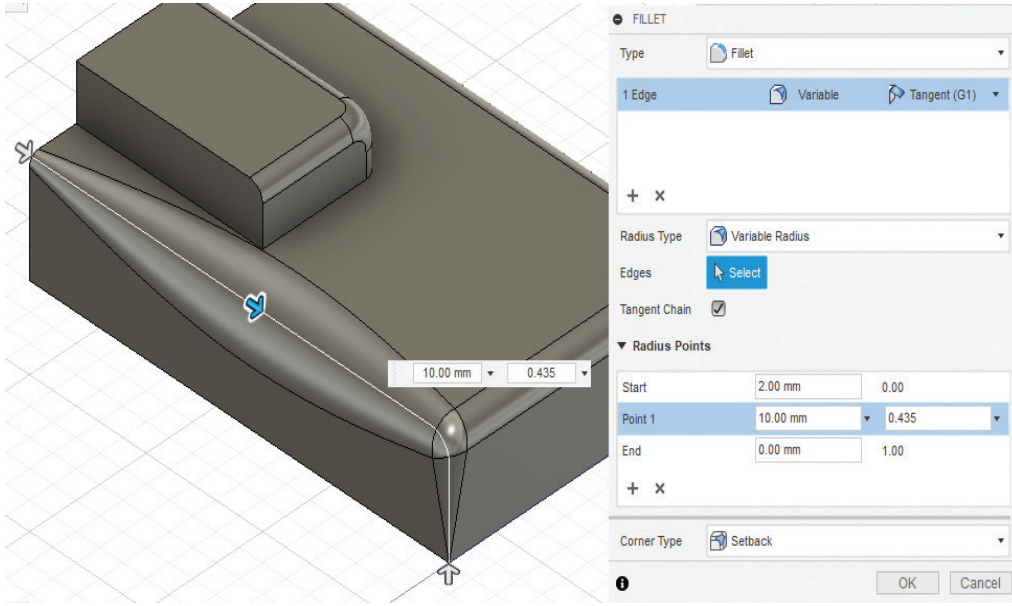 FILLET
Type Fillet
1 Edge Variable Tangent (G1)
Radius Type Variable Radius
Edges Select
Tangent Chain
Radius Points
10.00 mm 0.435
Start 2.00 mm 0.00
Point 1 10.00 mm 0.435
End 0.00 mm 1.00
Corner Type Setback
OK Cancel